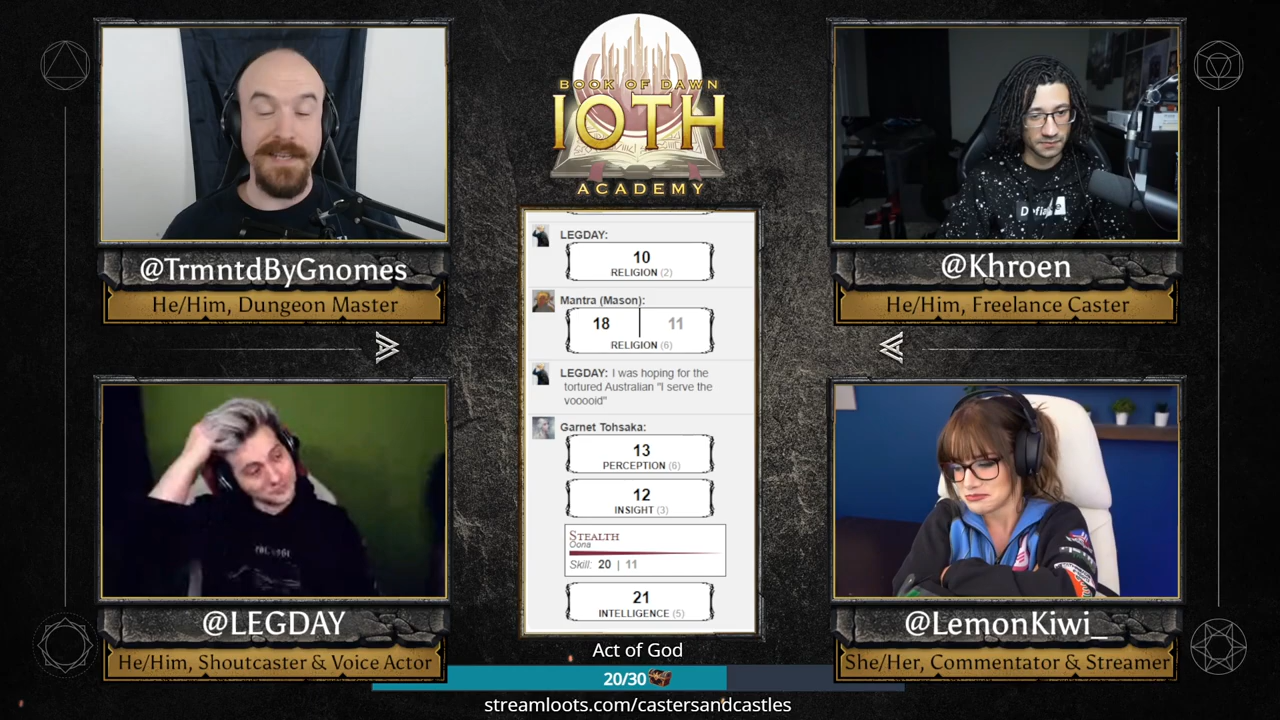 BOOK OF DAWN
IOTH
ACADEMY
@TrmntdByGnomes
He/Him, Dungeon Master
@Khroen
He/Him, Freelance Caster
LEGDAY:
10
RELIGION (2)
Mantra (Mason):
18 11
RELIGION (6)
LEGDAY: I was hoping for the
tortured Australian "I serve the
vooooid"
Garnet Tohsaka:
13
PERCEPTION (6)
12
INSIGHT (3)
STEALTH
Oona
Skill: 20 | 11
21
INTELLIGENCE (5)
@LEGDAY
He/Him, Shoutcaster & Voice Actor
@LemonKiwi_
She/Her, Commentator & Streamer
Act of God
20/30
streamloots.com/castersandcastles